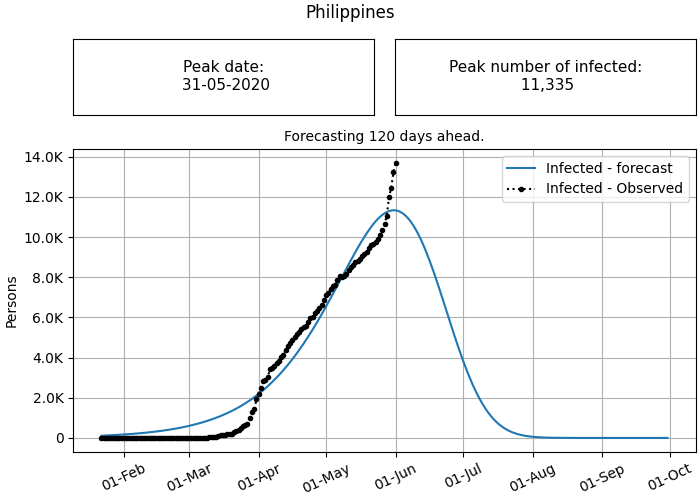 Philippines
Peak date:
31-05-2020
Peak number of infected:
11,335
Forecasting 120 days ahead.
14.0K
12.0K
10.0K
8.0K
6.0K
4.0K
2.0K
0
Persons
Infected - forecast
Infected - Observed
01-Feb
01-Mar
01-Apr
01-May
01-Jun
01-Jul
01-Aug
01-Sep
01-Oct